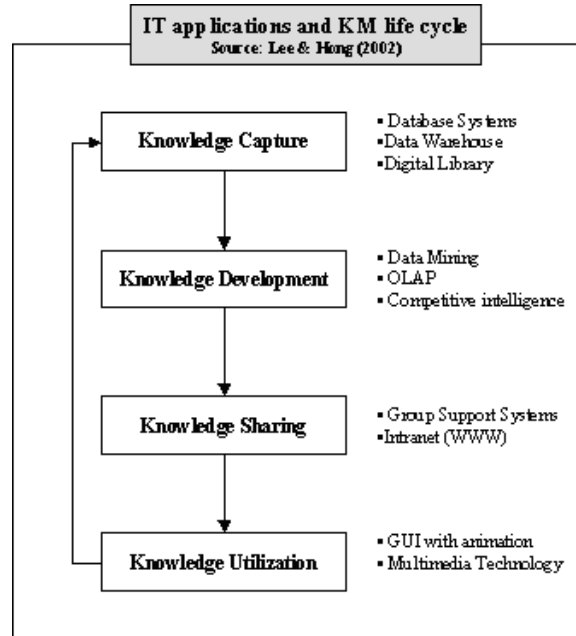 IT applications and KM life cycle
Source: Lee & Hong (2002)
Knowledge Capture
▪ Database Systems
▪Data Warehouse
▪Digital Library
Knowledge Development
▪ Data Mining
▪OLAP
▪ Competitive intelligence
Knowledge Sharing
▪ Group Support Systems
▪Intranet (WWW)
Knowledge Utilization
▪ GUI with animation
▪ Multimedia Technology